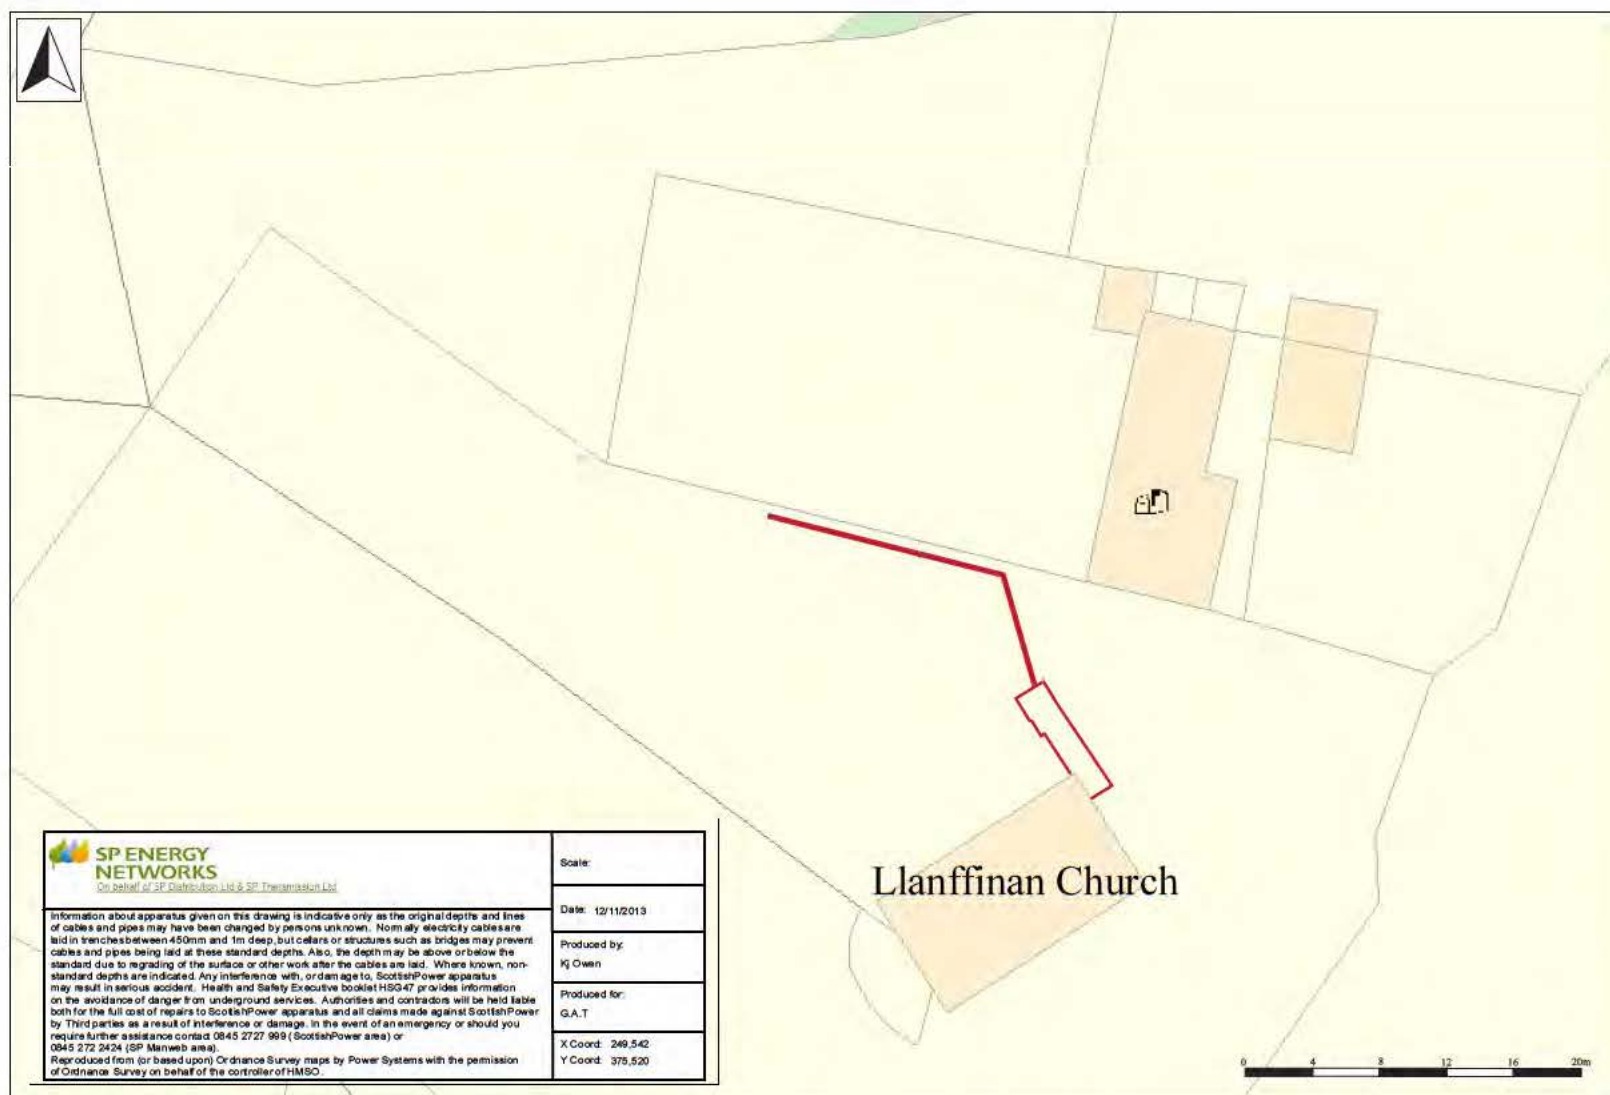 Llanffinan Church
SP ENERGY
NETWORKS
On behalf of SP Distribution Ltd & SP Transmission Ltd
Information about apparatus given on this drawing is indicative only as the original depths and lines
of cables and pipes may have been changed by persons unknown. Normally electricity cables are
laid in trenches between 450mm and 1m deep, but cellars or structures such as bridges may prevent
cables and pipes being laid at these standard depths. Also, the depth may be above or below the
standard due to regrading of the surface or other work after the cables are laid. Where known, non-
standard depths are indicated. Any interference with, or damage to, ScottishPower apparatus
may result in serious accident. Health and Safety Executive booklet HSG47 provides information
on the avoidance of danger from underground services. Authorities and contractors will be held liable
both for the full cost of repairs to ScottishPower apparatus and all claims made against ScottishPower
by Third parties as a result of interference or damage. In the event of an emergency or should you
require further assistance contact 0845 2727 999 (ScottishPower area) or
0845 272 2424 (SP Manweb area).
Reproduced from (or based upon) Ordnance Survey maps by Power Systems with the permission
of Ordnance Survey on behalf of the controller of HMSO.
Scale:
Date: 12/11/2013
Produced by:
Kj Owen
Produced for:
G.A.T
X Coord: 249,542
Y Coord: 375,520
0 4 8 12 16 20m